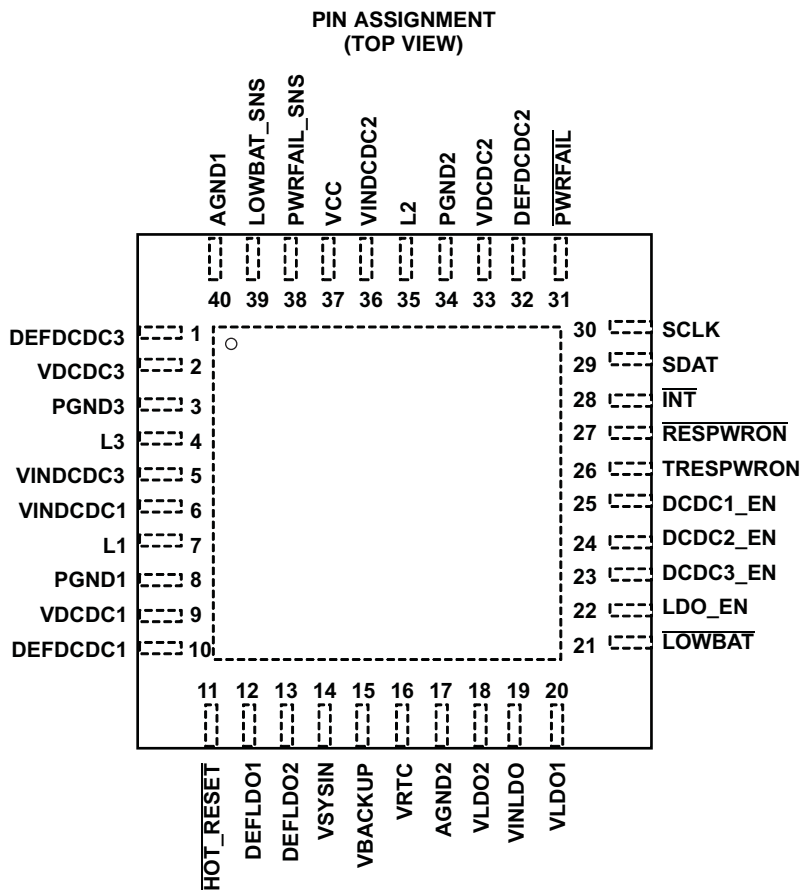 PIN ASSIGNMENT
(TOP VIEW)
AGND1
LOWBAT_SNS
PWRFAIL_SNS
VCC
VINDCDC2
L2
PGND2
VDCDC2
DEFDCDC2
PWRFAIL
40 39 38 37 36 35 34 33 32 31
DEFDCDC3 1
VDCDC3 2
PGND3 3
L3 4
VINDCDC3 5
VINDCDC1 6
L1 7
PGND1 8
VDCDC1 9
DEFDCDC1 10
30 SCLK
29 SDAT
28 INT
27 RESPWRON
26 TRESPWRON
25 DCDC1_EN
24 DCDC2_EN
23 DCDC3_EN
22 LDO_EN
21 LOWBAT
11 12 13 14 15 16 17 18 19 20
HOT_RESET
DEFLDO1
DEFLDO2
VSYSIN
VBACKUP
VRTC
AGND2
VLDO2
VINLDO
VLDO1